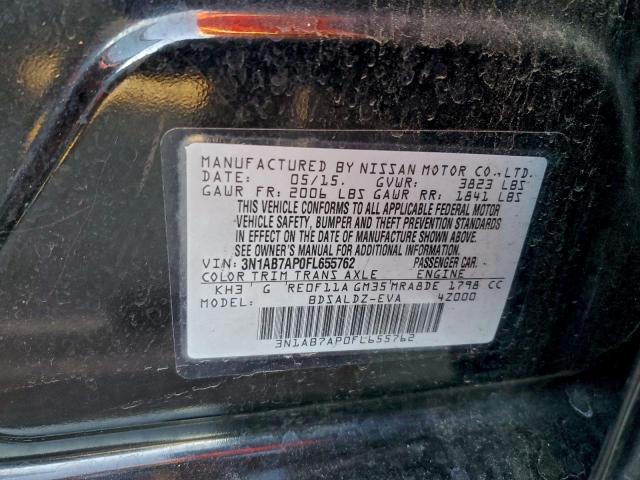 MANUFACTURED BY NISSAN MOTOR CO.,LTD.
DATE: 05/15. GVWR: 3823 LBS
GAWR FR: 2006 LBS GAWR RR: 1841 LBS
THIS VEHICLE CONFORMS TO ALL APPLICABLE FEDERAL MOTOR
VEHICLE SAFETY, BUMPER AND THEFT PREVENTION STANDARDS
IN EFFECT ON THE DATE OF MANUFACTURE SHOWN ABOVE.
SEE OWNER'S MANUAL FOR ADDITIONAL INFORMATION.
VIN: 3N1AB7AP0FL655762 PASSENGER CAR.
COLOR TRIM TRANS AXLE ENGINE
KH3 G RE0F11A GM35 MRA8DE 1798 CC
MODEL: BDSALDZ-EVA 4Z000
3N1AB7AP0FL655762